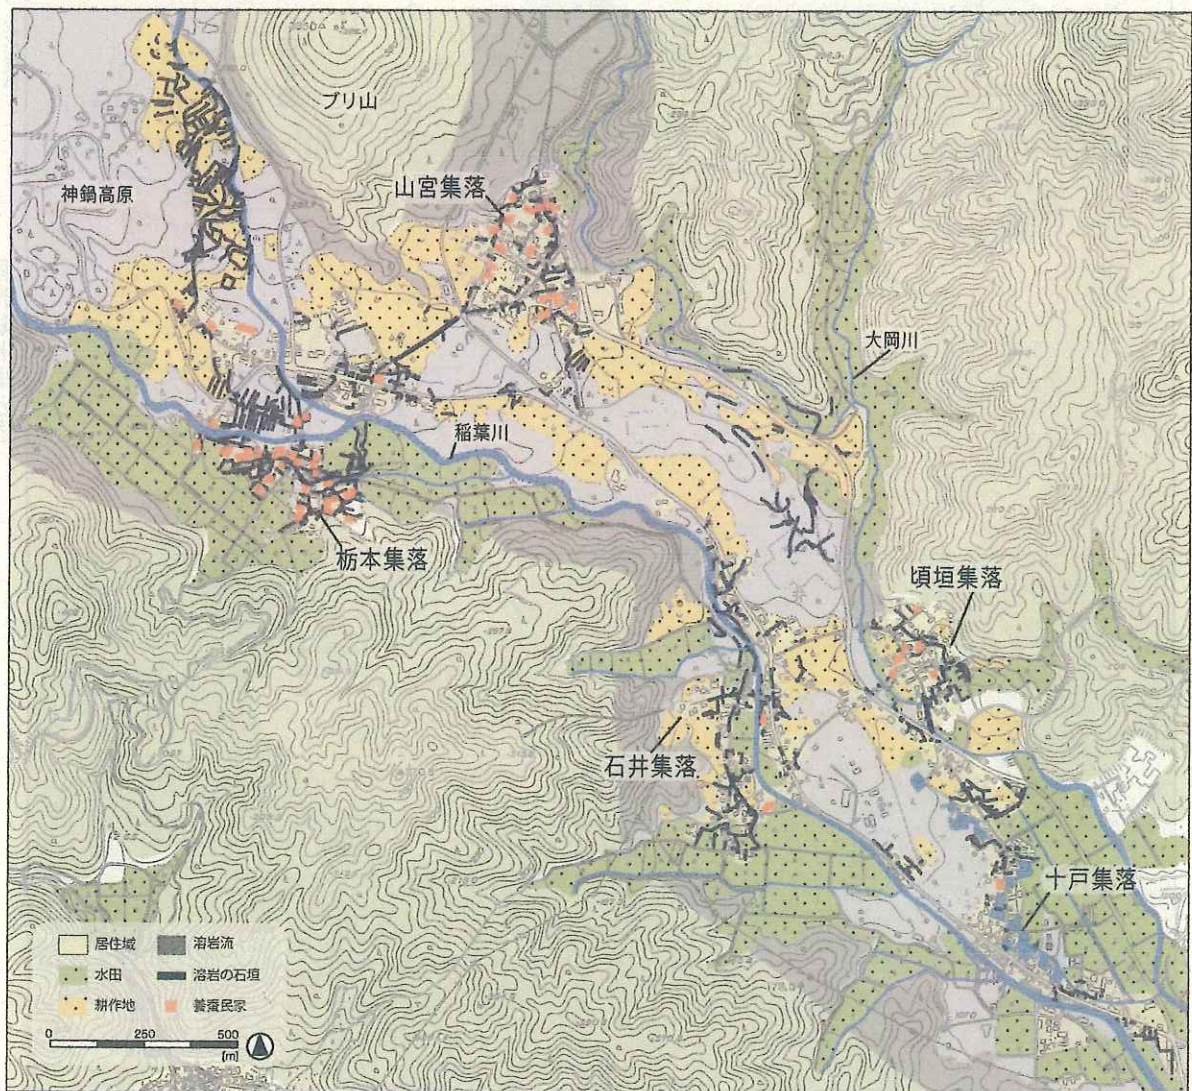 ブリ山
神鍋高原
山宮集落
大岡川
稲葉川
栃本集落
頃垣集落
石井集落
十戸集落
居住域
溶岩流
水田
溶岩の石垣
耕作地
養蚕民家
0 250 500
[m]